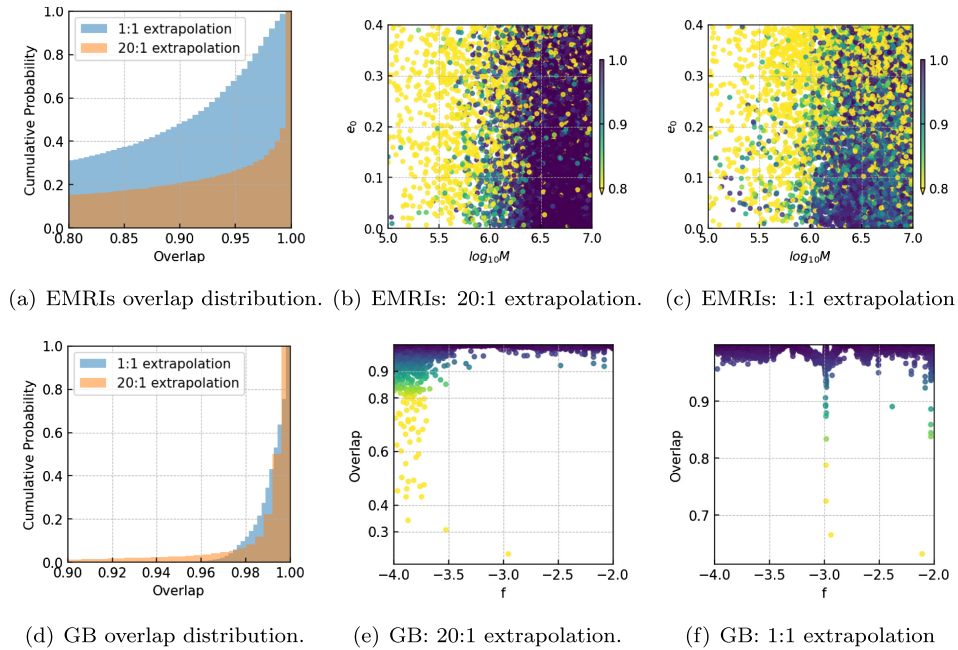 1.0
0.8
0.6
0.4
0.2
0.0
Cumulative Probability
1:1 extrapolation
20:1 extrapolation
0.80 0.85 0.90 0.95 1.00
Overlap
0.4
0.3
0.2
0.1
0.0
e₀
5.0 5.5 6.0 6.5 7.0
log₁₀M
1.0
0.9
0.8
0.4
0.3
0.2
0.1
0.0
e₀
5.0 5.5 6.0 6.5 7.0
log₁₀M
1.0
0.9
0.8
(a) EMRIs overlap distribution. (b) EMRIs: 20:1 extrapolation. (c) EMRIs: 1:1 extrapolation
1.0
0.8
0.6
0.4
0.2
0.0
Cumulative Probability
1:1 extrapolation
20:1 extrapolation
0.90 0.92 0.94 0.96 0.98 1.00
Overlap
0.9
0.8
0.6
0.4
0.3
Overlap
−4.0 −3.5 −3.0 −2.5 −2.0
f
0.9
0.8
0.7
Overlap
−4.0 −3.5 −3.0 −2.5 −2.0
f
(d) GB overlap distribution. (e) GB: 20:1 extrapolation. (f) GB: 1:1 extrapolation